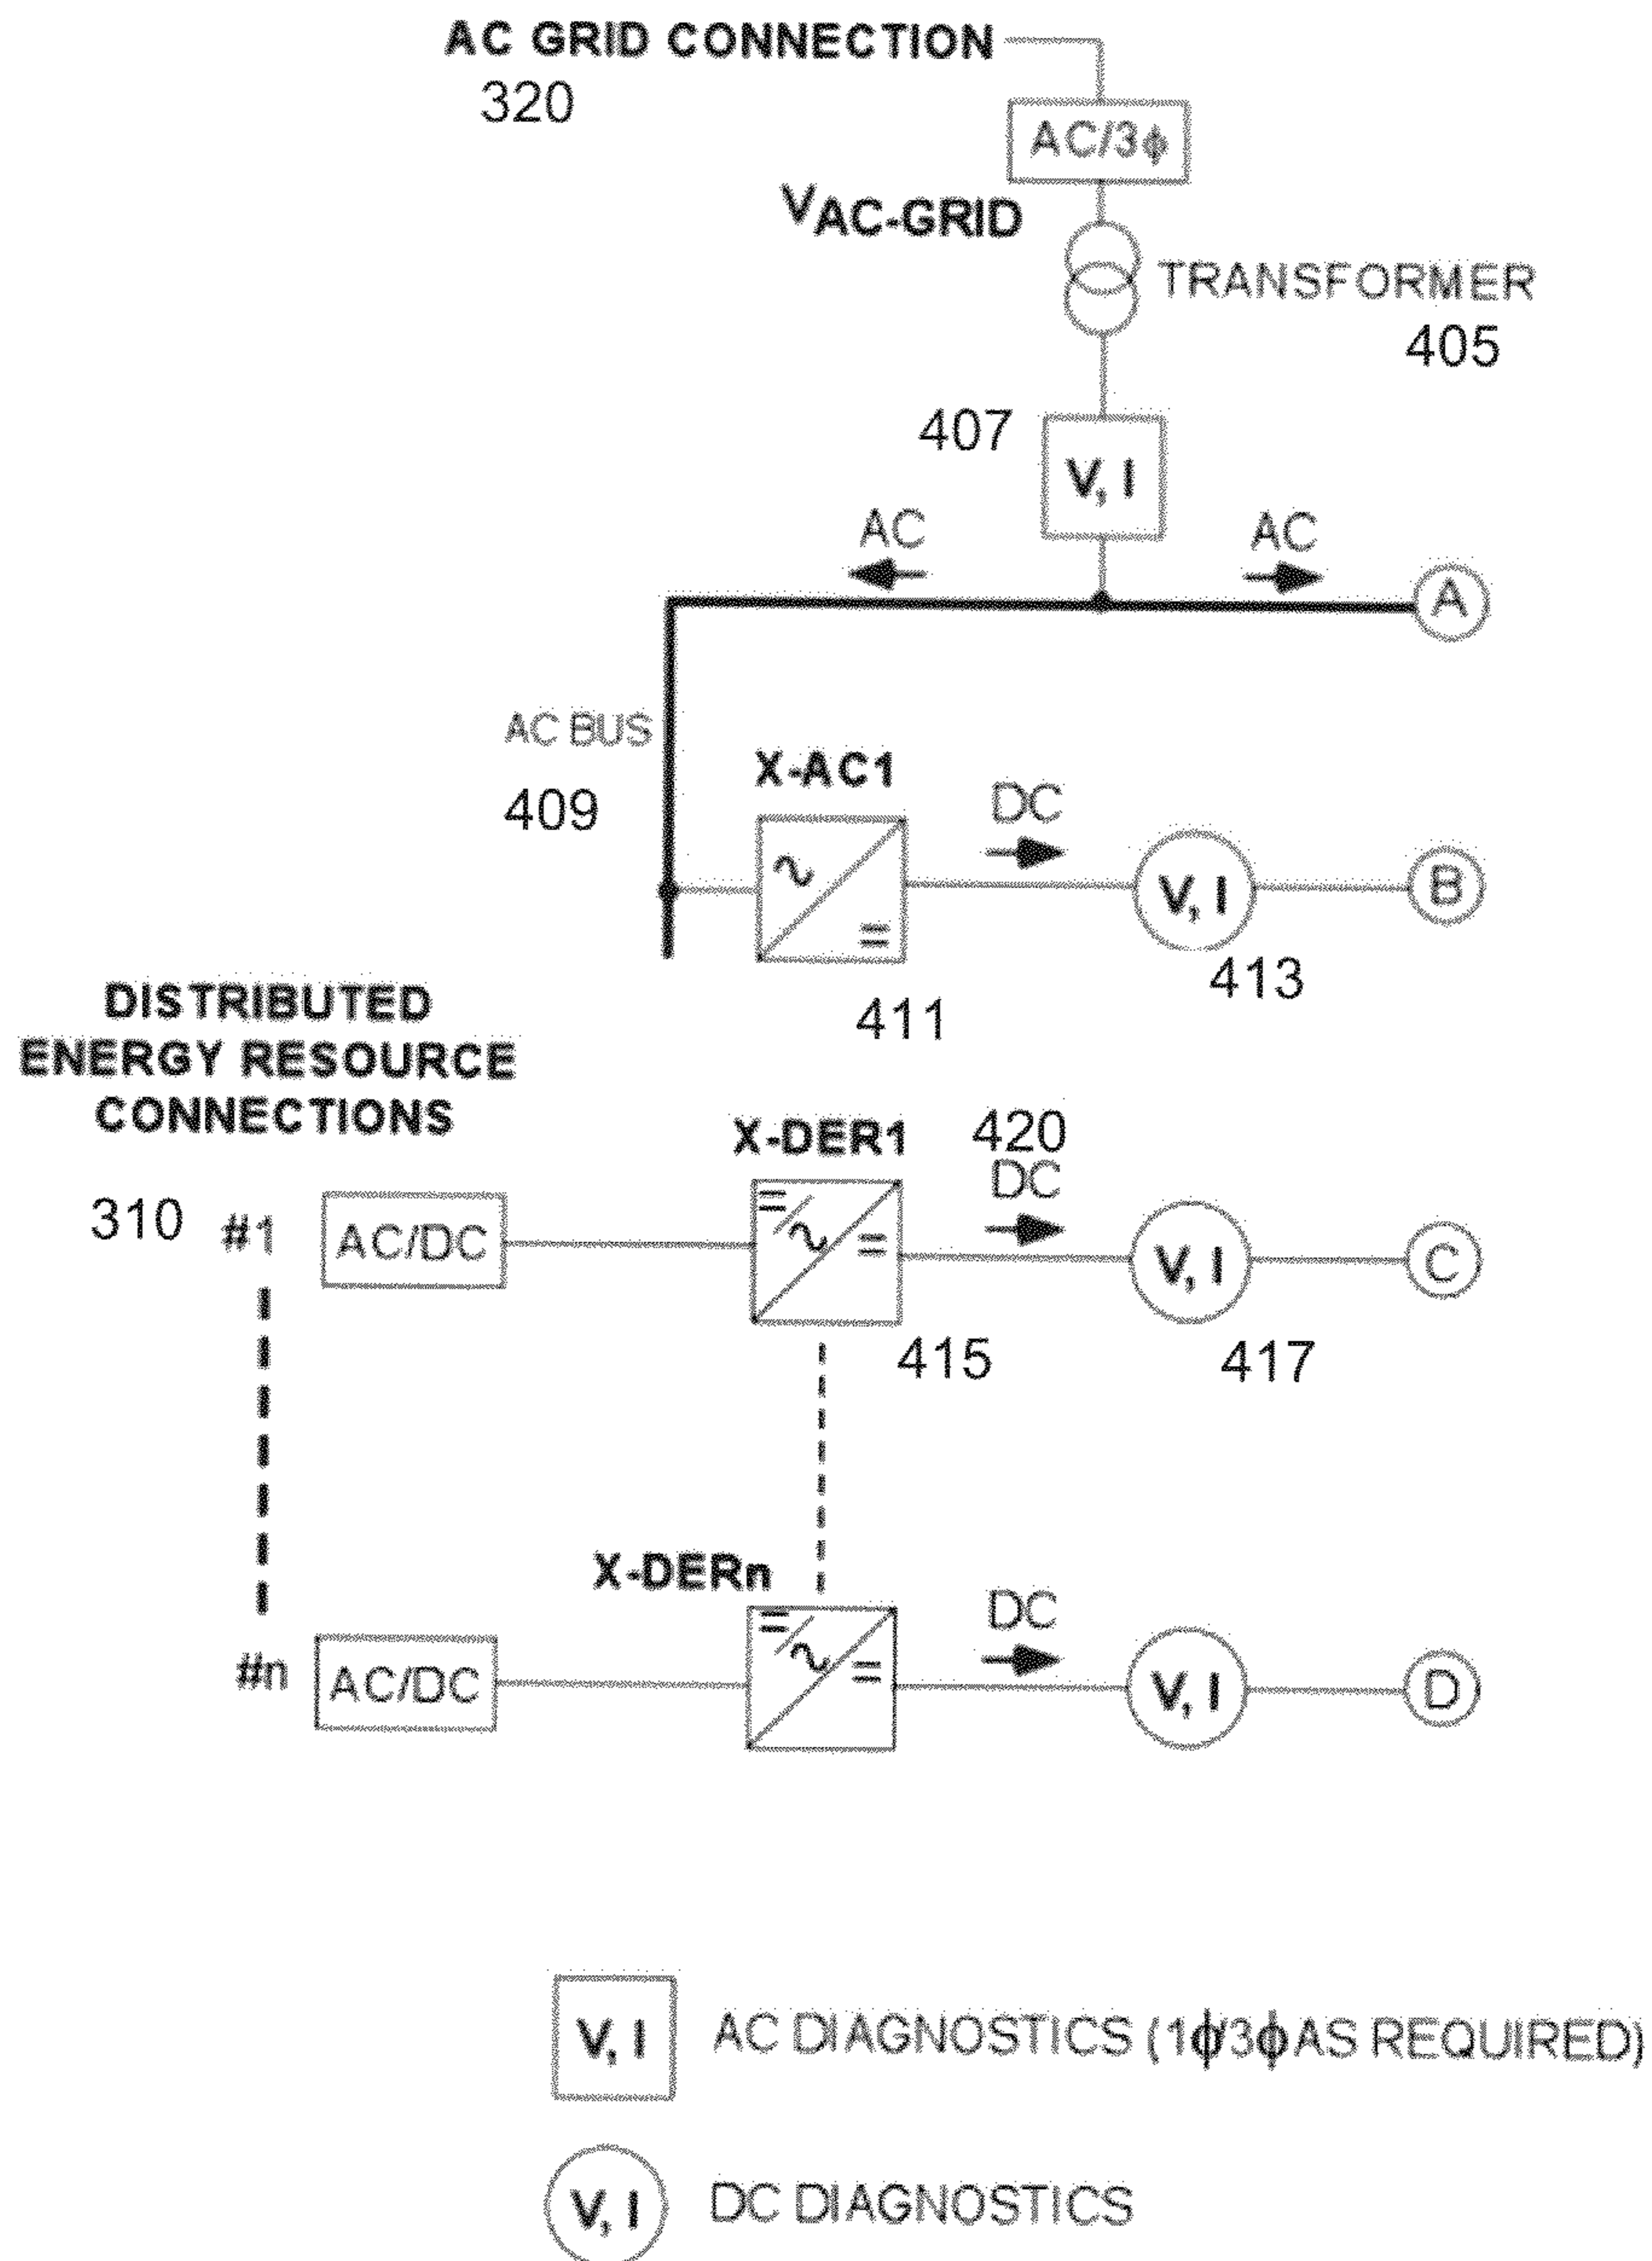 AC GRID CONNECTION
320
AC/3ϕ
VAC-GRID
TRANSFORMER
405
407
V, I
AC
AC
A
AC BUS
409
X-AC1
DC
V, I
B
413
411
DISTRIBUTED
ENERGY RESOURCE
CONNECTIONS
310
#1
AC/DC
X-DER1
420
DC
V, I
C
415
417
X-DERn
#n
AC/DC
DC
V, I
D
V, I
AC DIAGNOSTICS (1ϕ/3ϕ AS REQUIRED)
V, I
DC DIAGNOSTICS